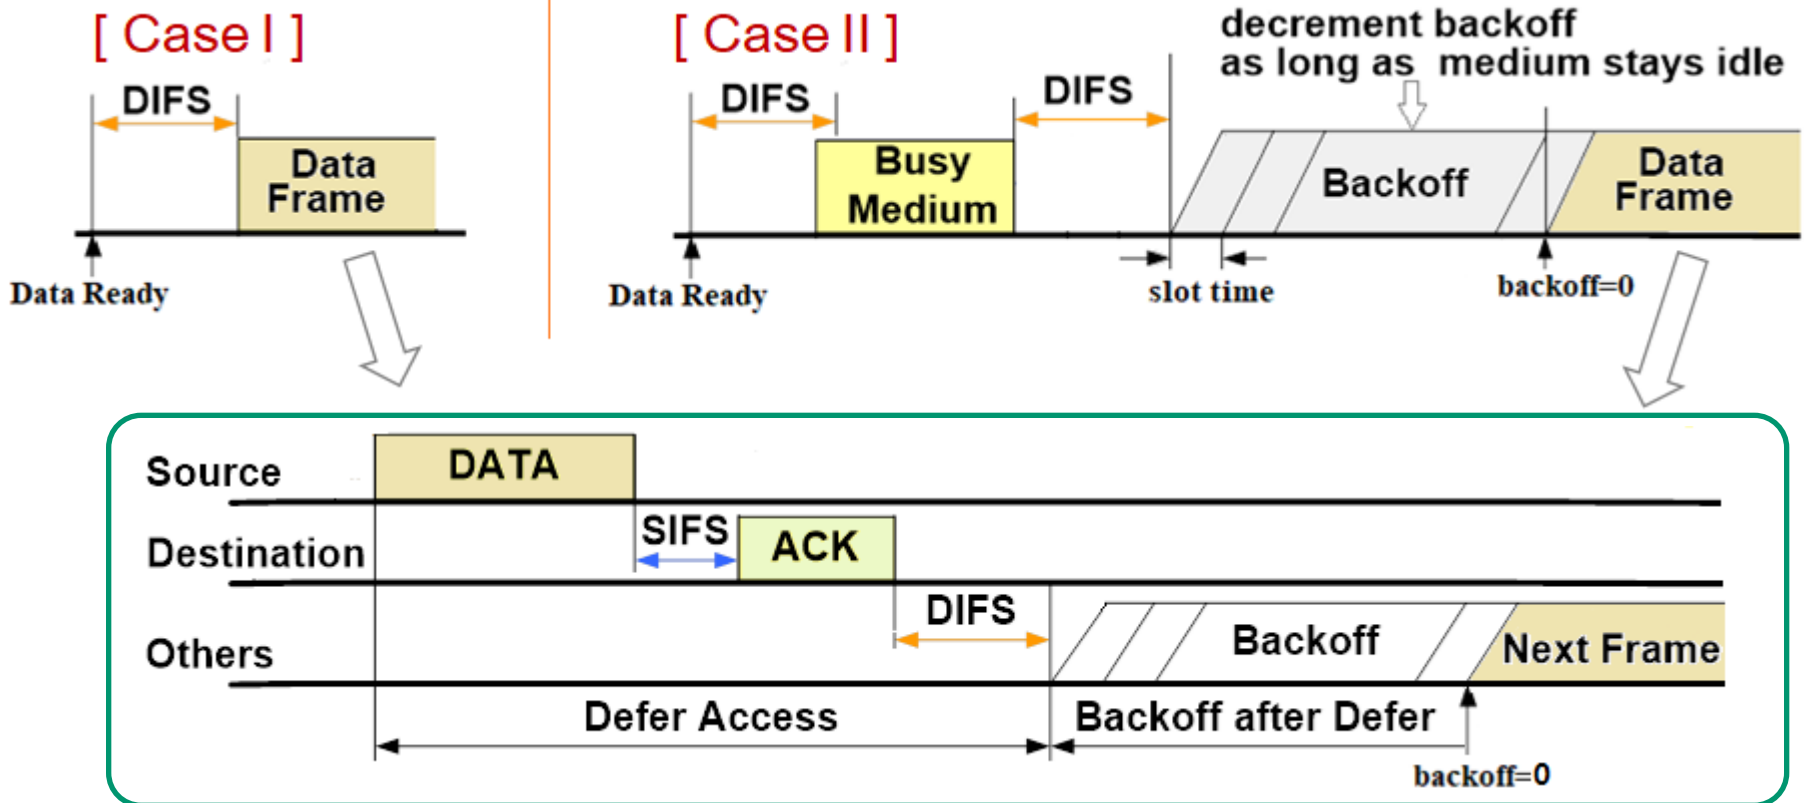 [ Case I ]
DIFS
Data
Frame
Data Ready
[ Case II ]
decrement backoff
as long as medium stays idle
DIFS
DIFS
Busy
Medium
Backoff
Data
Frame
Data Ready
slot time
backoff=0
Source
DATA
Destination
SIFS
ACK
DIFS
Others
Backoff
Next Frame
Defer Access
Backoff after Defer
backoff=0